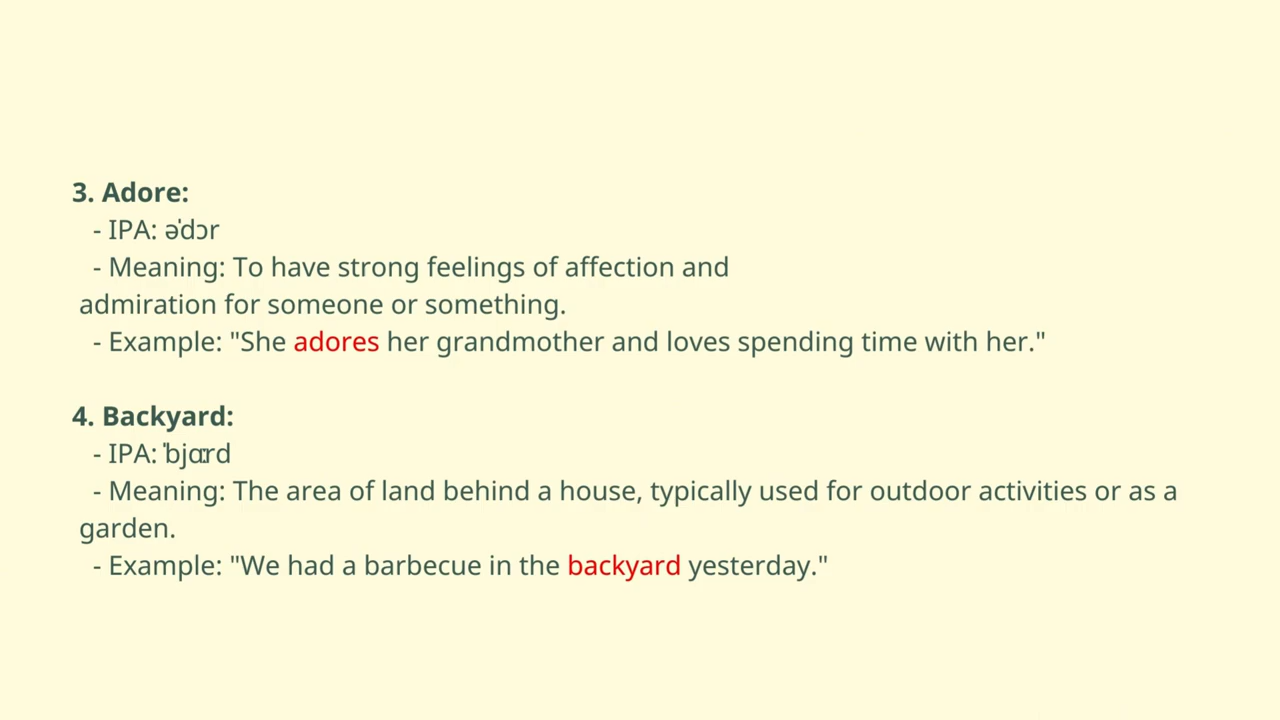 3. Adore:
- IPA: əˈdɔr
- Meaning: To have strong feelings of affection and
admiration for someone or something.
- Example: "She adores her grandmother and loves spending time with her."
4. Backyard:
- IPA: ˈbjɑːrd
- Meaning: The area of land behind a house, typically used for outdoor activities or as a
garden.
- Example: "We had a barbecue in the backyard yesterday."